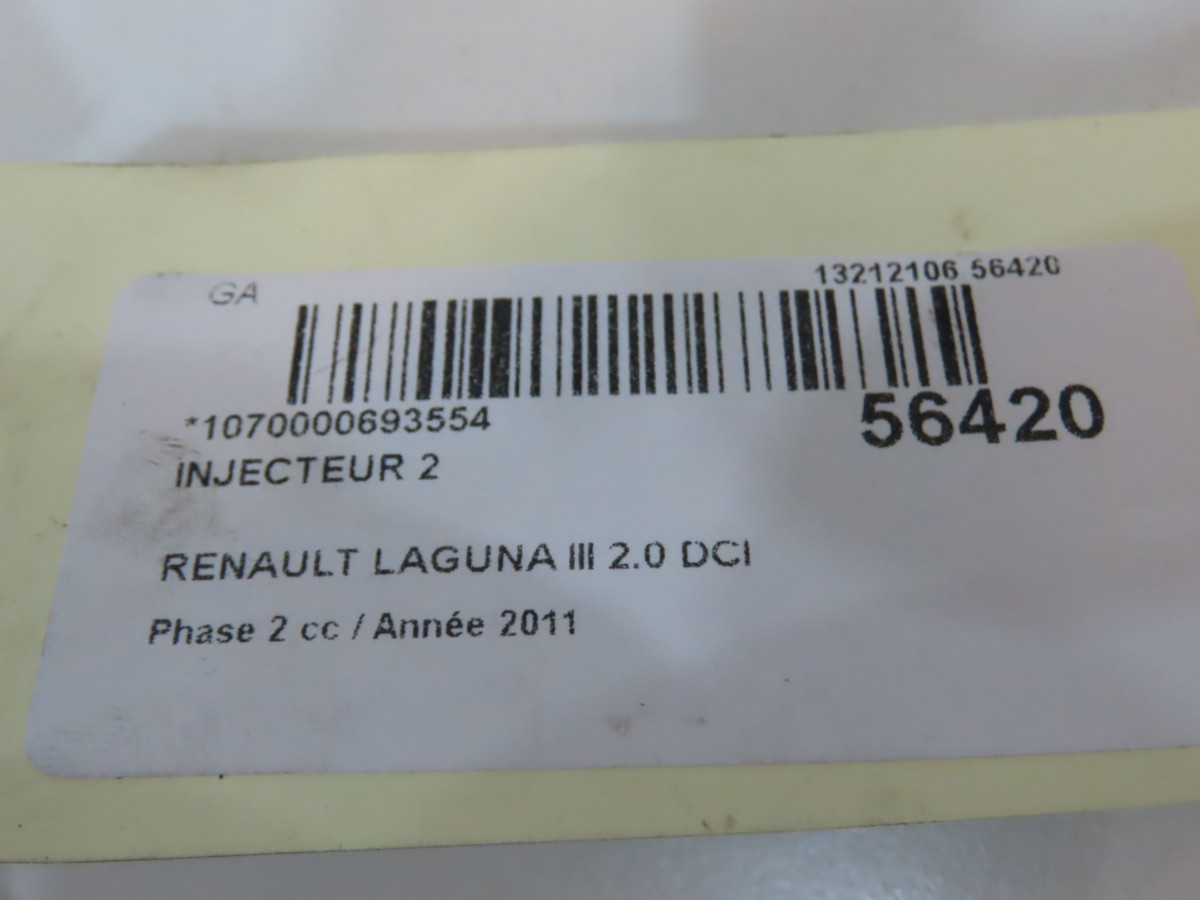 GA
13212106 56420
*1070000693554
56420
INJECTEUR 2
RENAULT LAGUNA III 2.0 DCI
Phase 2 cc / Année 2011